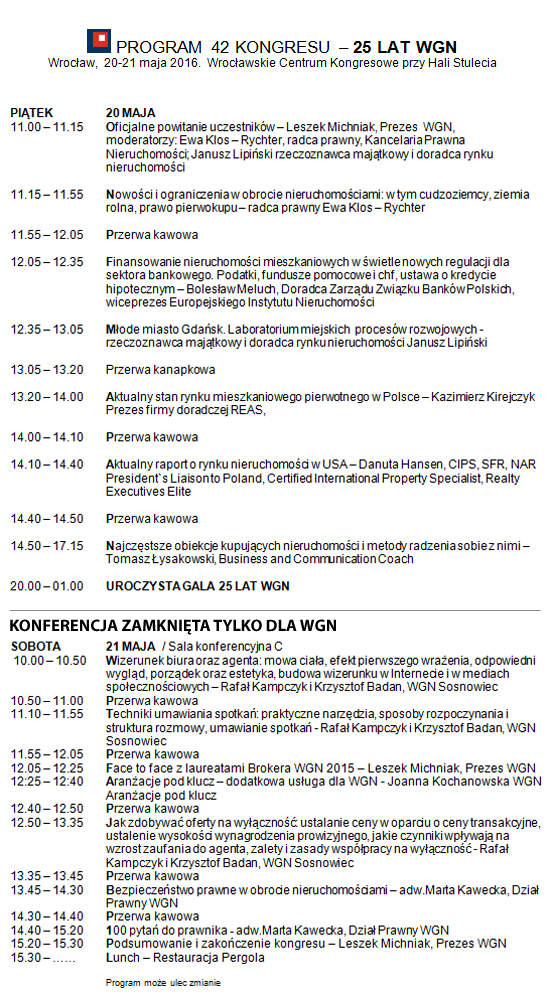 PROGRAM 42 KONGRESU – 25 LAT WGN
Wrocław, 20-21 maja 2016. Wrocławskie Centrum Kongresowe przy Hali Stulecia
PIĄTEK 20 MAJA
11.00 – 11.15 Oficjalne powitanie uczestników – Leszek Michniak, Prezes WGN,
moderatorzy: Ewa Klos – Rychter, radca prawny, Kancelaria Prawna
Nieruchomości; Janusz Lipiński rzeczoznawca majątkowy i doradca rynku
nieruchomości
11.15 – 11.55 Nowości i ograniczenia w obrocie nieruchomościami: w tym cudzoziemcy, ziemia
rolna, prawo pierwokupu – radca prawny Ewa Klos – Rychter
11.55 – 12.05 Przerwa kawowa
12.05 – 12.35 Finansowanie nieruchomości mieszkaniowych w świetle nowych regulacji dla
sektora bankowego. Podatki, fundusze pomocowe i chf, ustawa o kredycie
hipotecznym – Bolesław Meluch, Doradca Zarządu Związku Banków Polskich,
wiceprezes Europejskiego Instytutu Nieruchomości
12.35 – 13.05 Młode miasto Gdańsk. Laboratorium miejskich procesów rozwojowych -
rzeczoznawca majątkowy i doradca rynku nieruchomości Janusz Lipiński
13.05 – 13.20 Przerwa kanapkowa
13.20 – 14.00 Aktualny stan rynku mieszkaniowego pierwotnego w Polsce – Kazimierz Kirejczyk
Prezes firmy doradczej REAS,
14.00 – 14.10 Przerwa kawowa
14.10 – 14.40 Aktualny raport o rynku nieruchomości w USA – Danuta Hansen, CIPS, SFR, NAR
President`s Liaison to Poland, Certified International Property Specialist, Realty
Executives Elite
14.40 – 14.50 Przerwa kawowa
14.50 – 17.15 Najczęstsze obiekcje kupujących nieruchomości i metody radzenia sobie z nimi –
Tomasz Łysakowski, Business and Communication Coach
20.00 – 01.00 UROCZYSTA GALA 25 LAT WGN
KONFERENCJA ZAMKNIĘTA TYLKO DLA WGN
SOBOTA 21 MAJA / Sala konferencyjna C
10.00 – 10.50 Wizerunek biura oraz agenta: mowa ciała, efekt pierwszego wrażenia, odpowiedni
wygląd, porządek oraz estetyka, budowa wizerunku w Internecie i w mediach
społecznościowych – Rafał Kampczyk i Krzysztof Badan, WGN Sosnowiec
10.50 – 11.00 Przerwa kawowa
11.10 – 11.55 Techniki umawiania spotkań: praktyczne narzędzia, sposoby rozpoczynania i
struktura rozmowy, umawianie spotkań - Rafał Kampczyk i Krzysztof Badan, WGN
Sosnowiec
11.55 – 12.05 Przerwa kawowa
12.05 – 12.25 Face to face z laureatami Brokera WGN 2015 – Leszek Michniak, Prezes WGN
12:25 – 12:40 Aranżacje pod klucz – dodatkowa usługa dla WGN - Joanna Kochanowska WGN
Aranżacje pod klucz
12.40 – 12.50 Przerwa kawowa
12.50 – 13.35 Jak zdobywać oferty na wyłączność: ustalanie ceny w oparciu o ceny transakcyjne,
ustalenie wysokości wynagrodzenia prowizyjnego, jakie czynniki wpływają na
wzrost zaufania do agenta, zalety i zasady współpracy na wyłączność - Rafał
Kampczyk i Krzysztof Badan, WGN Sosnowiec
13.35 – 13.45 Przerwa kawowa
13.45 – 14.30 Bezpieczeństwo prawne w obrocie nieruchomościami – adw.Marta Kawecka, Dział
Prawny WGN
14.30 – 14.40 Przerwa kawowa
14.40 – 15.20 100 pytań do prawnika - adw.Marta Kawecka, Dział Prawny WGN
15.20 – 15.30 Podsumowanie i zakończenie kongresu – Leszek Michniak, Prezes WGN
15.30 – …… Lunch – Restauracja Pergola
Program może ulec zmianie